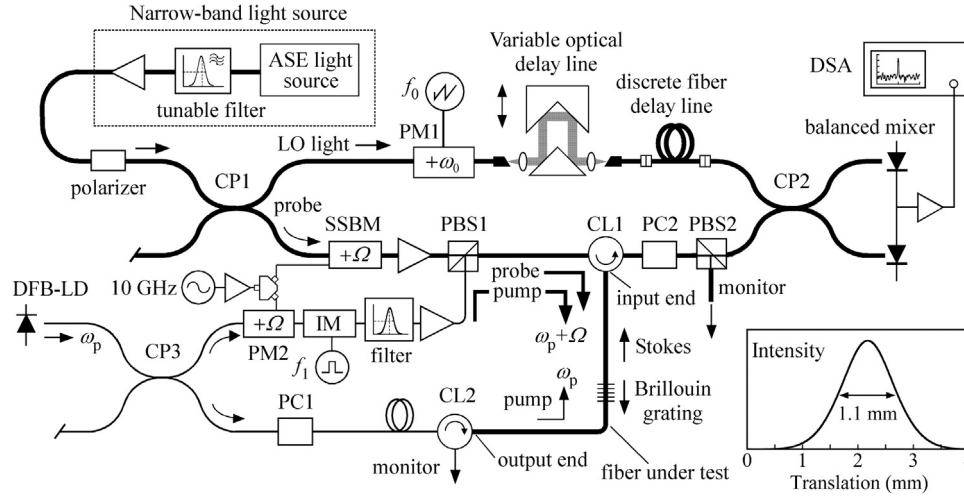 Narrow-band light source
ASE light
source
tunable filter
polarizer
LO light
f0
PM1
+ω0
Variable optical
delay line
discrete fiber
delay line
DSA
balanced mixer
CP1
CP2
probe
SSBM
+Ω
PBS1
CL1
PC2
PBS2
monitor
input end
10 GHz
DFB-LD
ωp
CP3
+Ω
PM2
IM
f1
filter
probe
pump
ωp+Ω
Stokes
Brillouin
grating
ωp
pump
PC1
CL2
monitor
output end
fiber under test
Intensity
1.1 mm
0 1 2 3
Translation (mm)